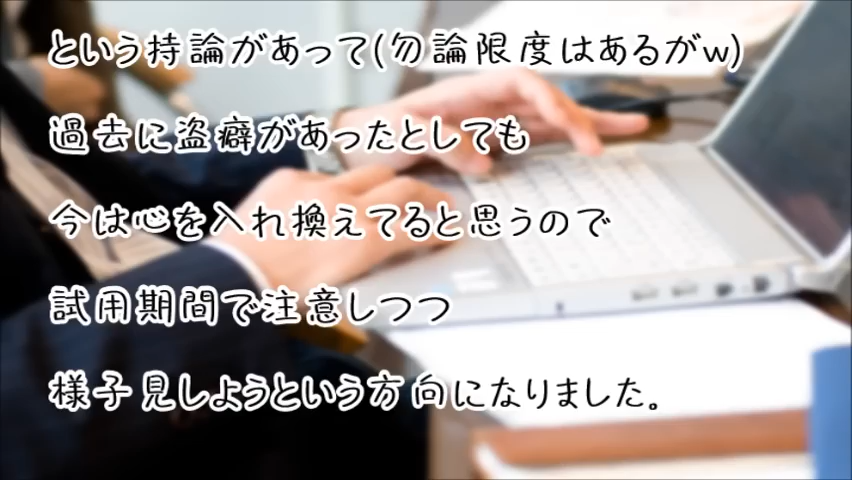 という持論があって(勿論限度はあるがw)
過去に盗癖があったとしても
今は心を入れ換えてると思うので
試用期間で注意しつつ
様子見しようという方向になりました。